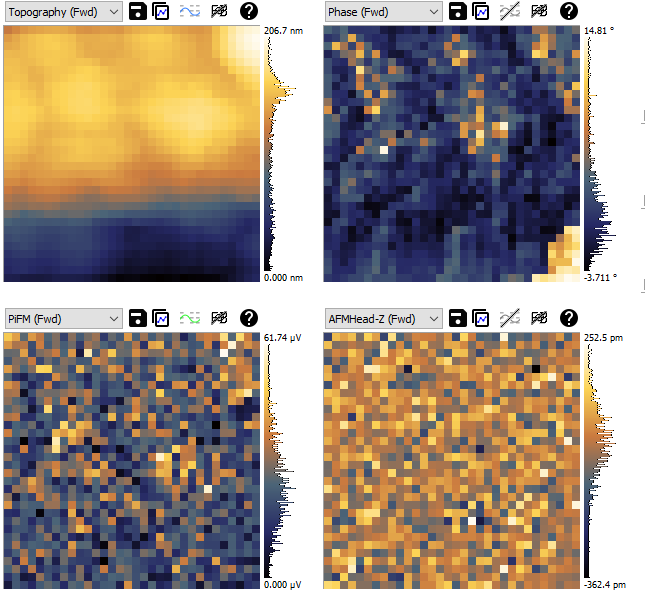 Topography (Fwd)
206.7 nm
0.000 nm
Phase (Fwd)
14.81 °
-3.711 °
PiFM (Fwd)
61.74 µV
0.000 µV
AFMHead-Z (Fwd)
252.5 pm
-362.4 pm